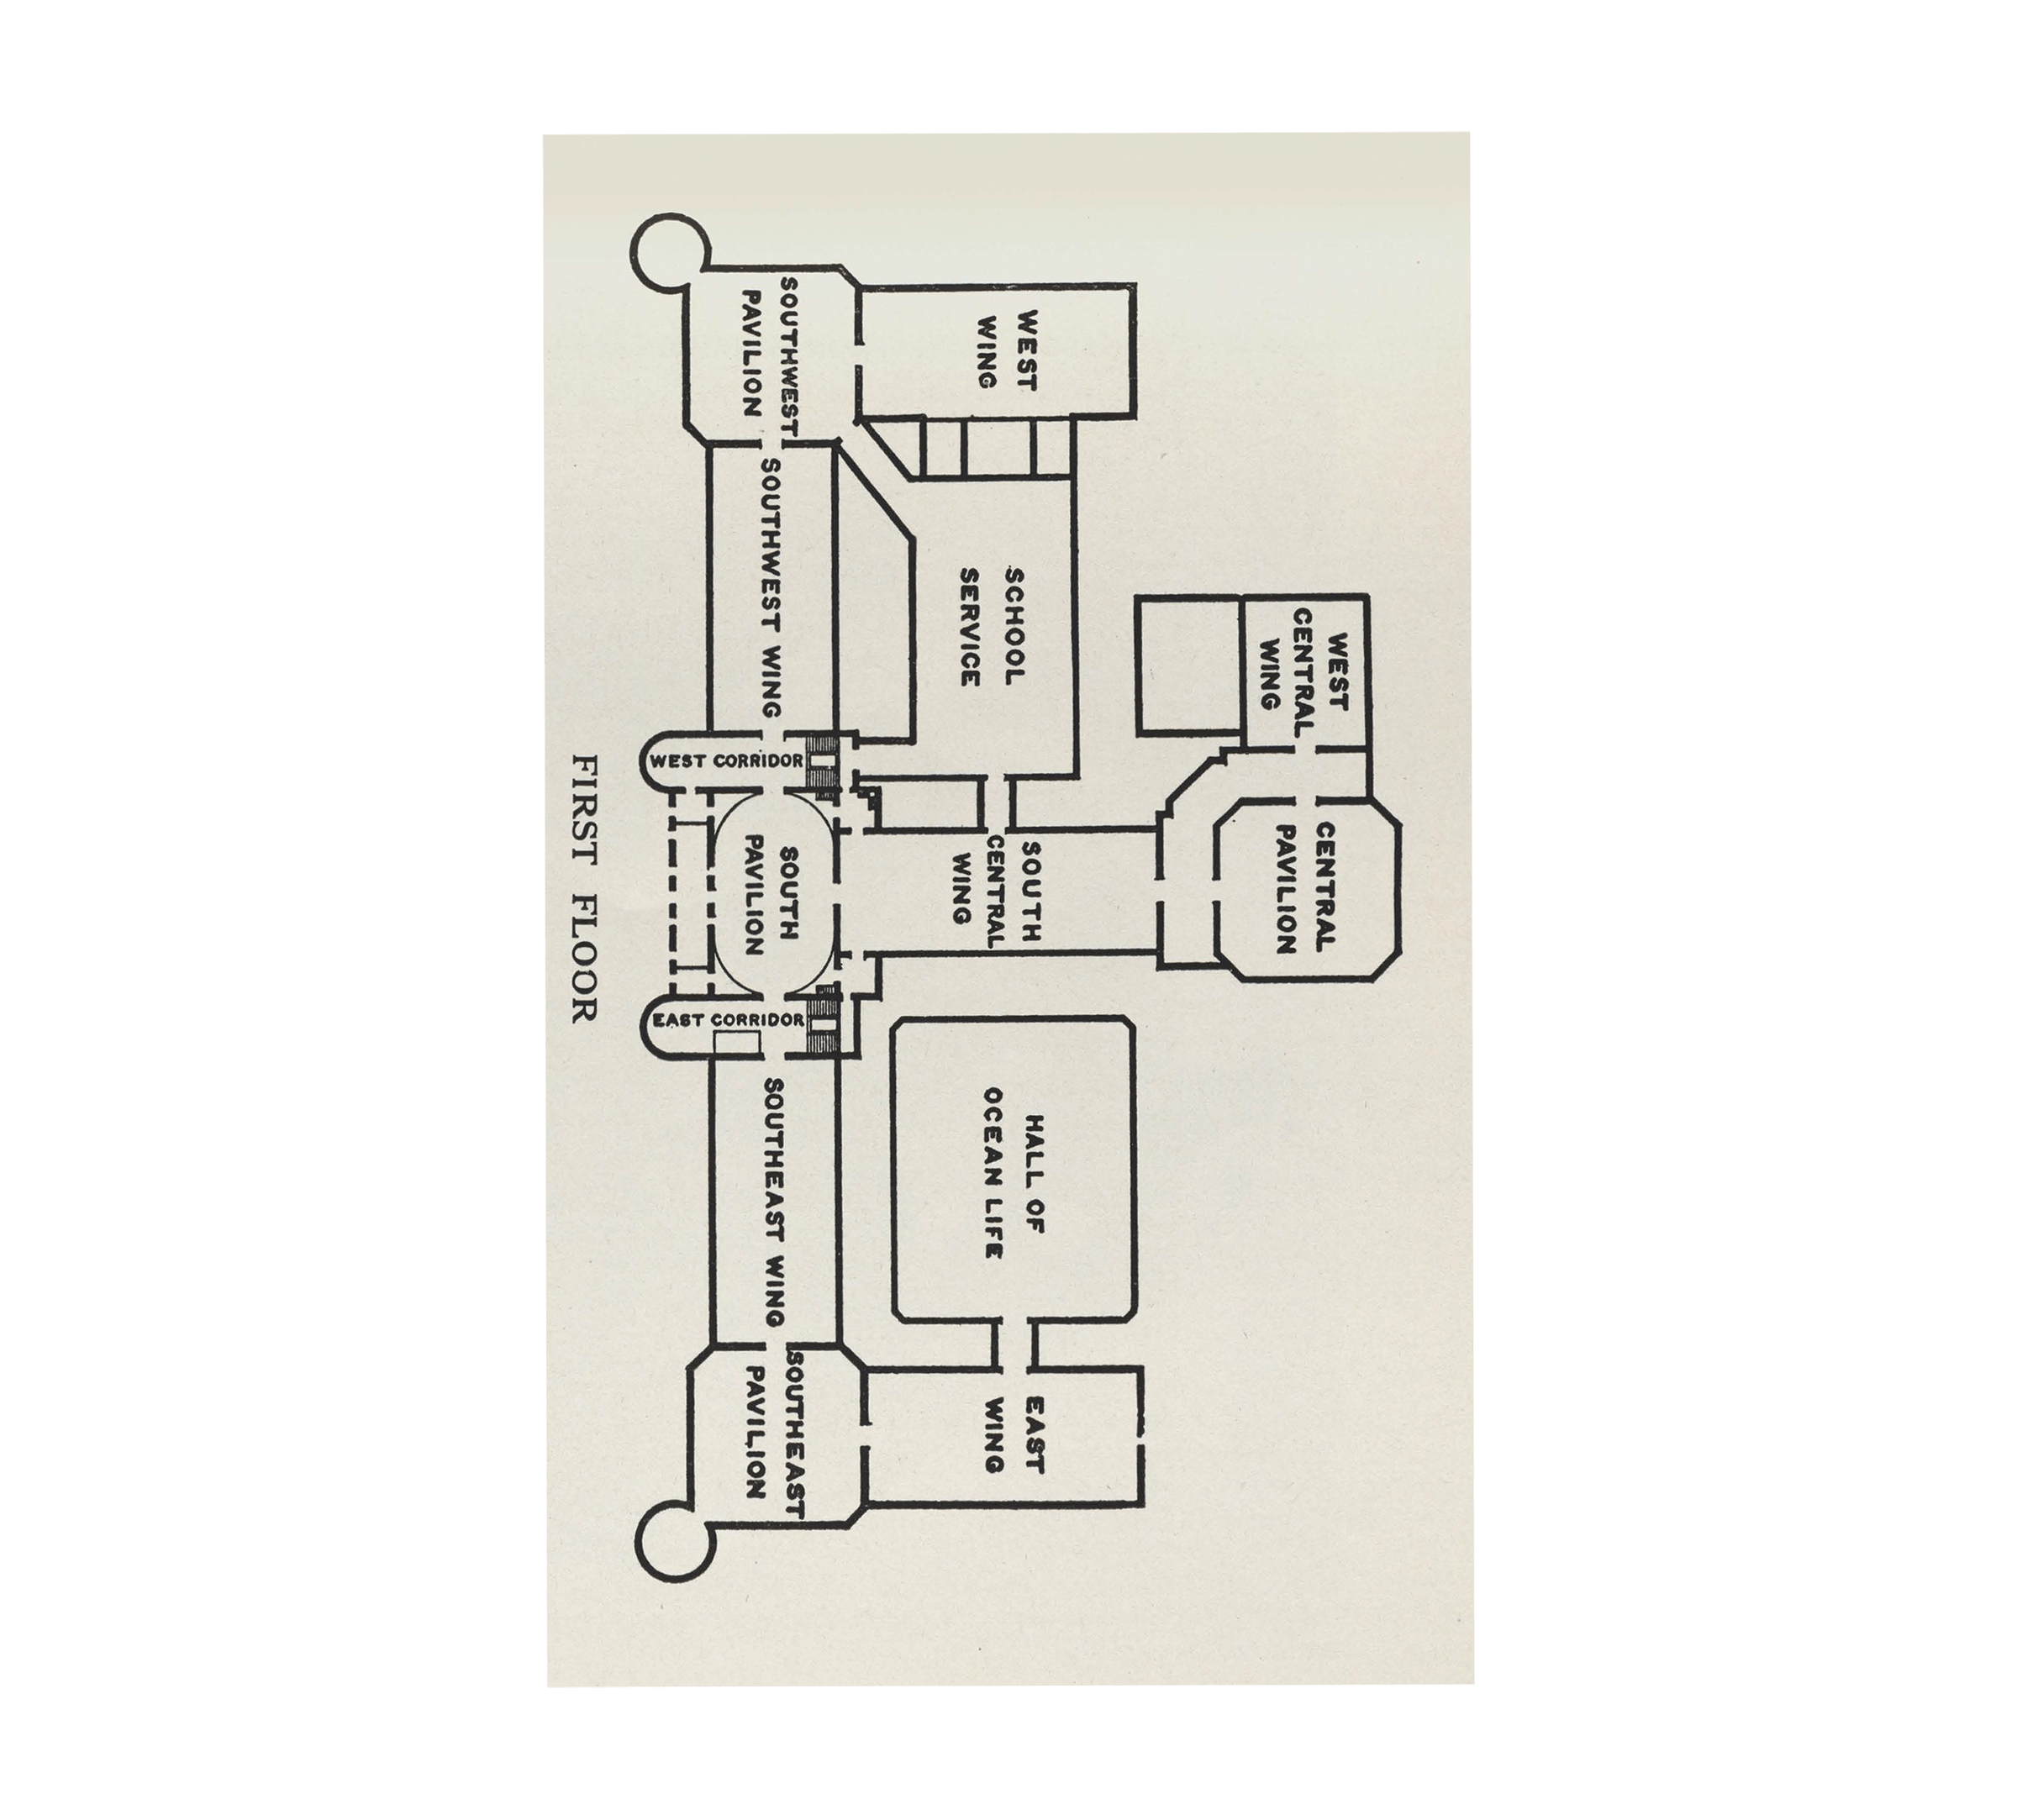 SOUTHWEST
PAVILION
WEST
WING
SOUTHWEST WING
SCHOOL
SERVICE
WEST
CENTRAL
WING
WEST CORRIDOR
SOUTH
PAVILION
SOUTH
CENTRAL
WING
CENTRAL
PAVILION
EAST CORRIDOR
SOUTHEAST WING
HALL OF
OCEAN LIFE
SOUTHEAST
PAVILION
EAST
WING
FIRST FLOOR